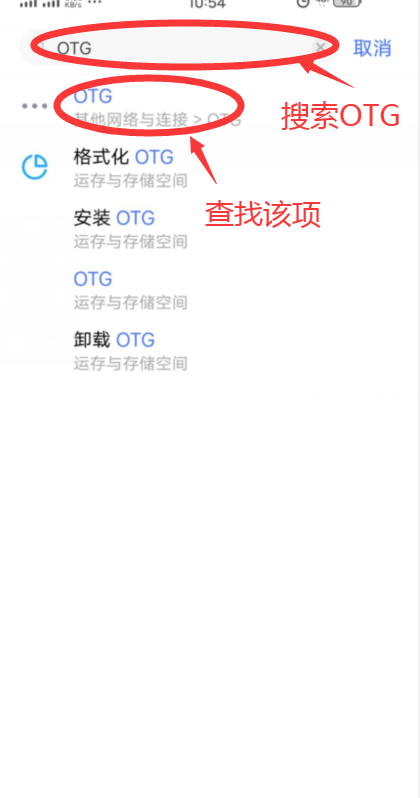 KB/s
10:54
OTG
取消
搜索OTG
OTG
其他网络与连接 > OTG
格式化 OTG
运存与存储空间
查找该项
安装 OTG
运存与存储空间
OTG
运存与存储空间
卸载 OTG
运存与存储空间